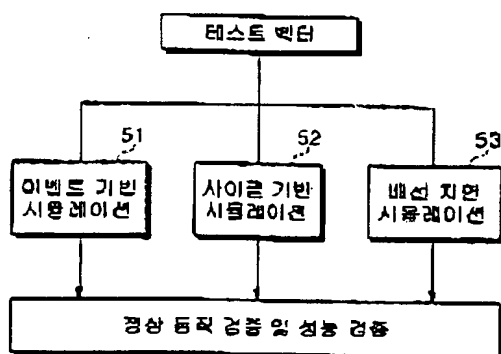 테스트 벡터
51
52
53
이벤트 기반
시뮬레이션
사이클 기반
시뮬레이션
배선 지연
시뮬레이션
정상 동작 검증 및 성능 검증